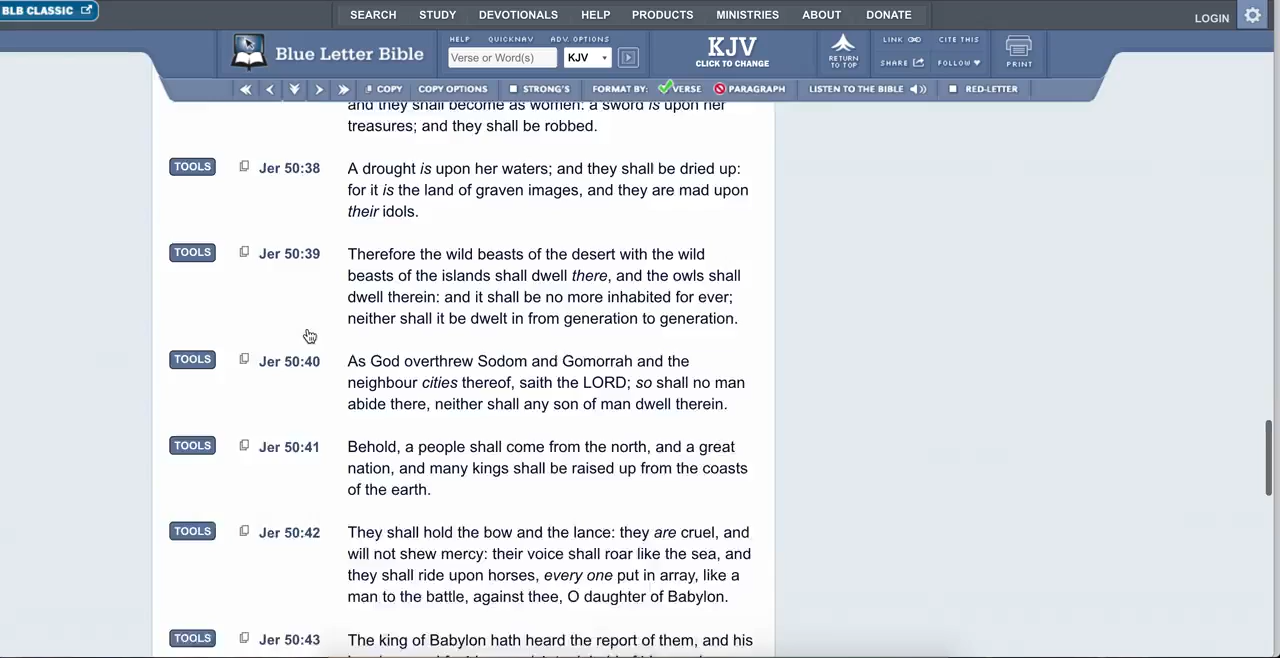 BLB CLASSIC
SEARCH STUDY DEVOTIONALS HELP PRODUCTS MINISTRIES ABOUT DONATE
LOGIN
Blue Letter Bible
HELP QUICKNAV ADV. OPTIONS
Verse or Word(s) KJV
KJV
CLICK TO CHANGE
RETURN
TO TOP
LINK CITE THIS
SHARE FOLLOW
PRINT
COPY COPY OPTIONS STRONG'S FORMAT BY: VERSE PARAGRAPH LISTEN TO THE BIBLE RED-LETTER
and they shall become as women: a sword is upon her
treasures; and they shall be robbed.
TOOLS Jer 50:38 A drought is upon her waters; and they shall be dried up:
for it is the land of graven images, and they are mad upon
their idols.
TOOLS Jer 50:39 Therefore the wild beasts of the desert with the wild
beasts of the islands shall dwell there, and the owls shall
dwell therein: and it shall be no more inhabited for ever;
neither shall it be dwelt in from generation to generation.
TOOLS Jer 50:40 As God overthrew Sodom and Gomorrah and the
neighbour cities thereof, saith the LORD; so shall no man
abide there, neither shall any son of man dwell therein.
TOOLS Jer 50:41 Behold, a people shall come from the north, and a great
nation, and many kings shall be raised up from the coasts
of the earth.
TOOLS Jer 50:42 They shall hold the bow and the lance: they are cruel, and
will not shew mercy: their voice shall roar like the sea, and
they shall ride upon horses, every one put in array, like a
man to the battle, against thee, O daughter of Babylon.
TOOLS Jer 50:43 The king of Babylon hath heard the report of them, and his